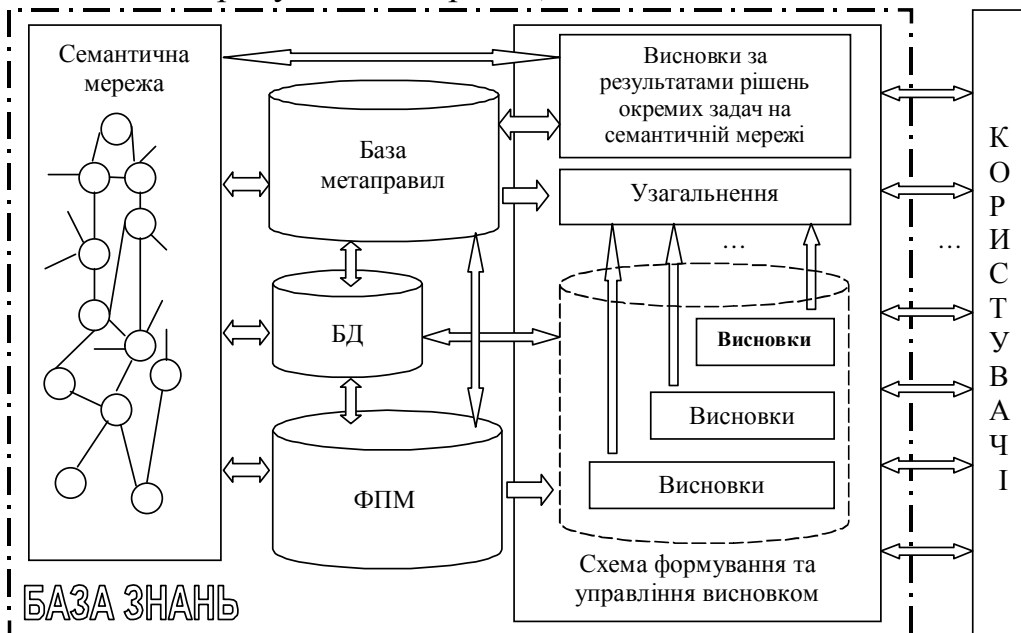 Семантична
мережа
База
метаправил
БД
ФПМ
Висновки за
результатами рішень
окремих задач на
семантичній мережі
Узагальнення
…
Висновки
Висновки
Висновки
Схема формування та
управління висновком
…
К
О
Р
И
С
Т
У
В
А
Ч
І
БАЗА ЗНАНЬ